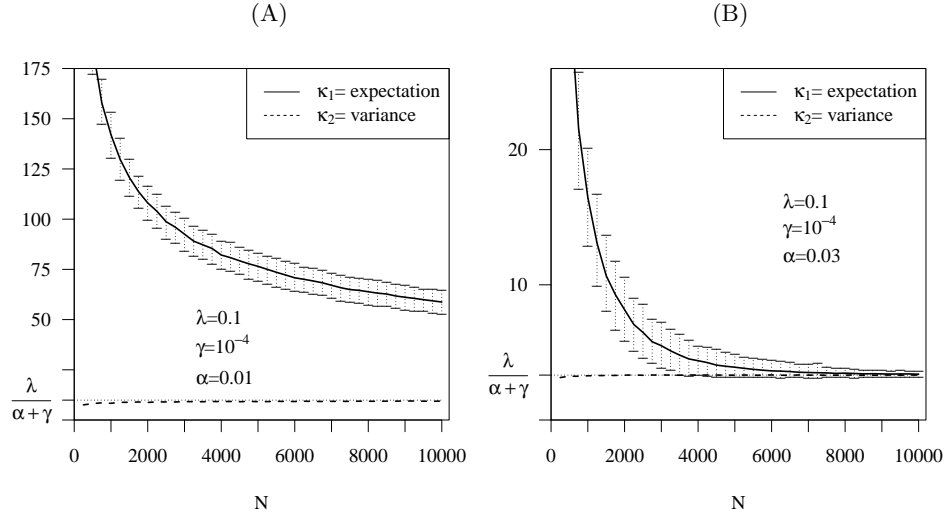 (A)
175
150
125
100
75
50
λ
α+γ
κ1= expectation
κ2= variance
λ=0.1
γ=10−4
α=0.01
0
2000
4000
6000
8000
10000
N
(B)
20
10
λ
α+γ
κ1= expectation
κ2= variance
λ=0.1
γ=10−4
α=0.03
0
2000
4000
6000
8000
10000
N